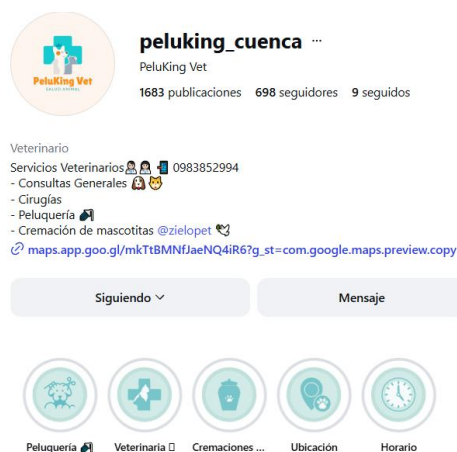 peluking_cuenca ...
PeluKing Vet
1683 publicaciones 698 seguidores 9 seguidos
PeluKing Vet
SALUD ANIMAL
Veterinario
Servicios Veterinarios👩🏻‍⚕️👩🏻‍⚕️ 📲 0983852994
- Consultas Generales 🐶🐱
- Cirugías
- Peluquería
- Cremación de mascotitas @zielopet 🕊️
maps.app.goo.gl/mkTtBMNfJaeNQ4iR6?g_st=com.google.maps.preview.copy
Siguiendo Mensaje
Peluquería Veterinaria Cremaciones ... Ubicación Horario